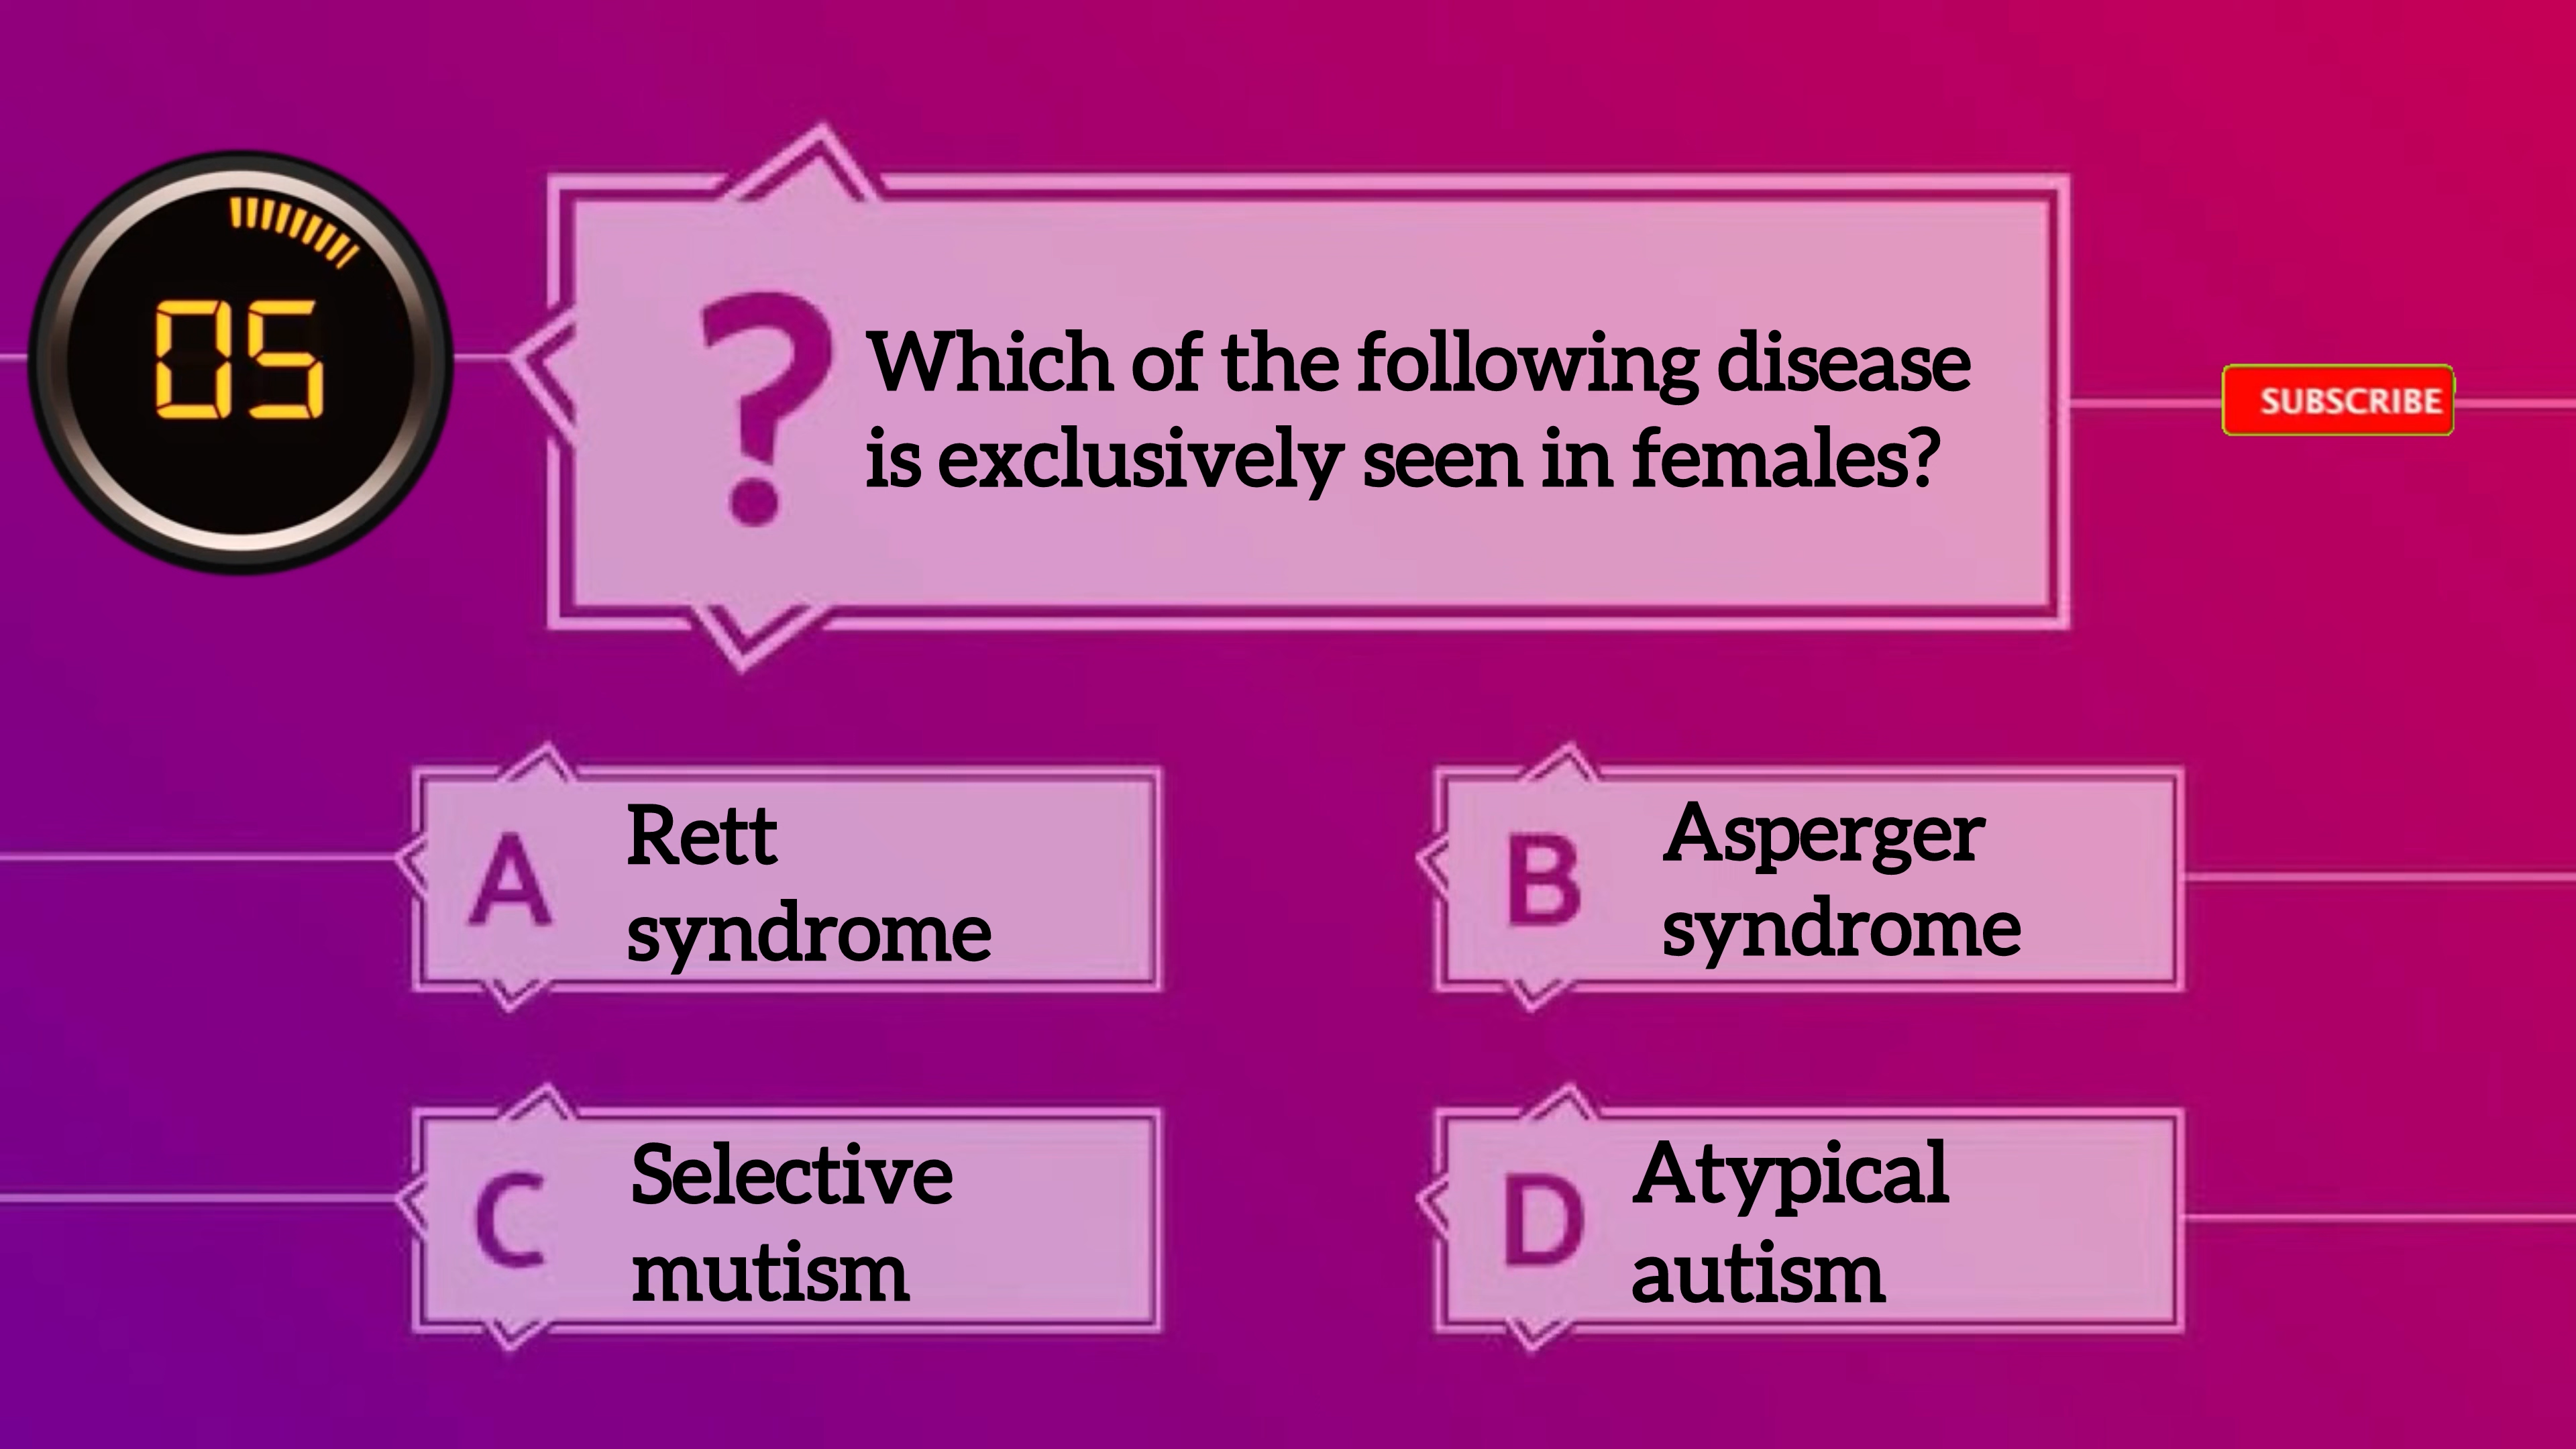 05
?
Which of the following disease
is exclusively seen in females?
SUBSCRIBE
A
Rett
syndrome
B
Asperger
syndrome
C
Selective
mutism
D
Atypical
autism